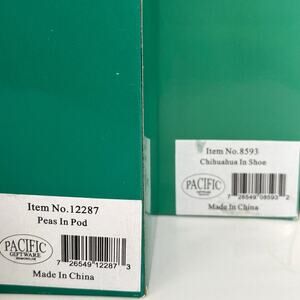 Item No.12287
Peas In Pod
PACIFIC
GIFTWARE
7 26549 12287 3
Made In China
Item No.8593
Chihuahua In Shoe
PACIFIC
7 26549 08593 2
Made In China